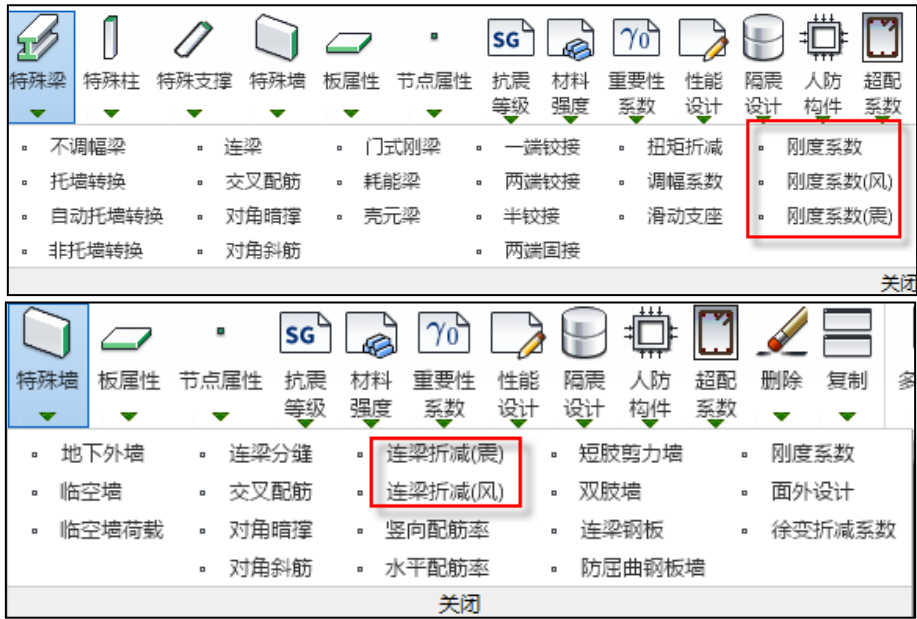 SG γ0
特殊梁 特殊柱 特殊支撑 特殊墙 板属性 节点属性 抗震 材料 重要性 性能 隔震 人防 超配
等级 强度 系数 设计 设计 构件 系数
不调幅梁 连梁 门式刚梁 一端铰接 扭矩折减 刚度系数
托墙转换 交叉配筋 耗能梁 两端铰接 调幅系数 刚度系数(风)
自动托墙转换 对角暗撑 壳元梁 半铰接 滑动支座 刚度系数(震)
非托墙转换 对角斜筋 两端固接
关闭
SG γ0
特殊墙 板属性 节点属性 抗震 材料 重要性 性能 隔震 人防 超配 删除 复制
等级 强度 系数 设计 设计 构件 系数
地下外墙 连梁分缝 连梁折减(震) 短肢剪力墙 刚度系数
临空墙 交叉配筋 连梁折减(风) 双肢墙 面外设计
临空墙荷载 对角暗撑 竖向配筋率 连梁钢板 徐变折减系数
对角斜筋 水平配筋率 防屈曲钢板墙
关闭